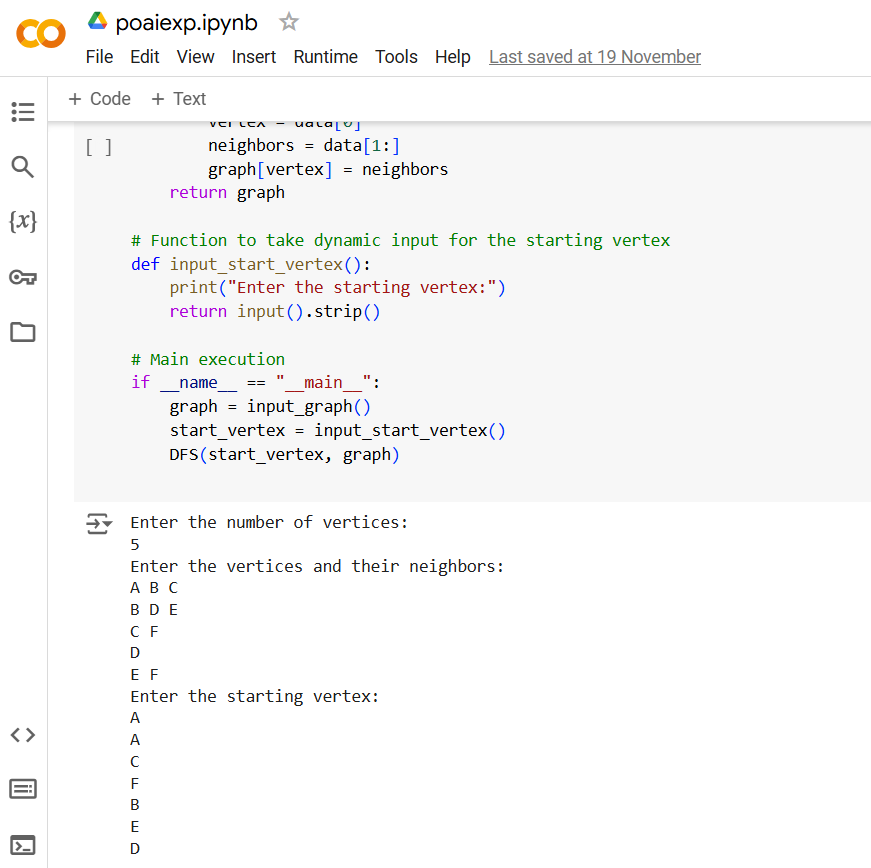 poaiexp.ipynb
File Edit View Insert Runtime Tools Help Last saved at 19 November
+ Code + Text
vertex = data[0]
[ ] neighbors = data[1:]
graph[vertex] = neighbors
return graph
# Function to take dynamic input for the starting vertex
def input_start_vertex():
print("Enter the starting vertex:")
return input().strip()
# Main execution
if __name__ == "__main__":
graph = input_graph()
start_vertex = input_start_vertex()
DFS(start_vertex, graph)
Enter the number of vertices:
5
Enter the vertices and their neighbors:
A B C
B D E
C F
D
E F
Enter the starting vertex:
A
A
C
F
B
E
D